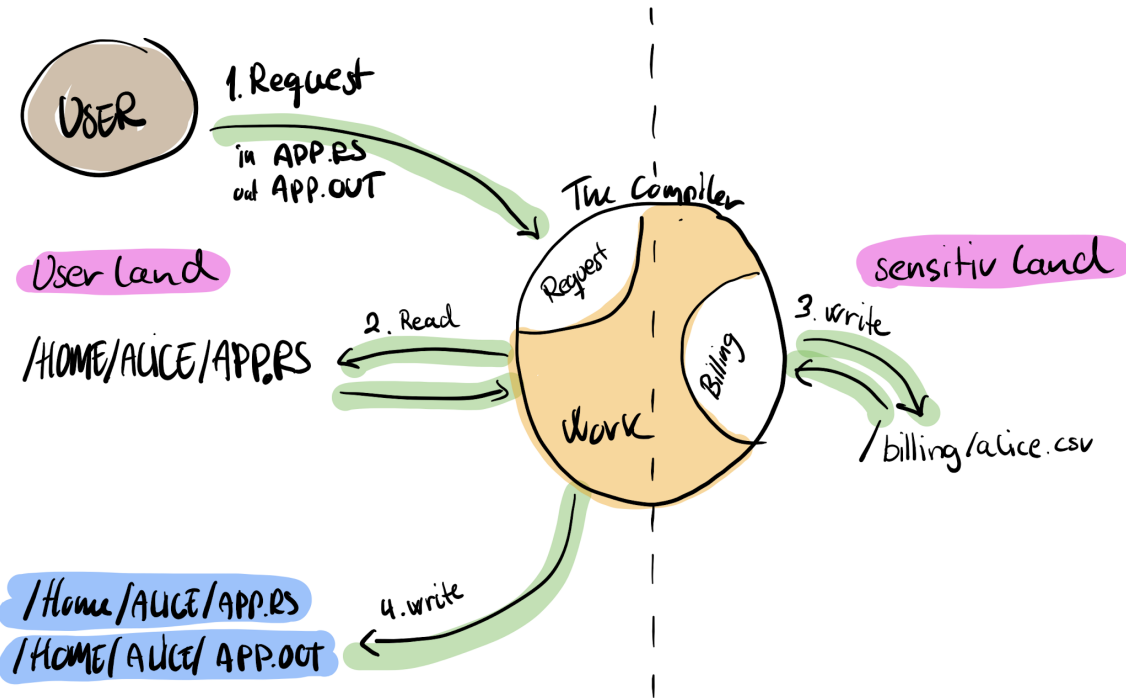 USER
1. Request
in APP.RS
out APP.OUT
The Compiler
User Land
sensitiv Land
Request
2. Read
3. write
/HOME/ALICE/APP.RS
Billing
Work
/billing/alice.csv
/Home/ALICE/APP.RS
4. write
/HOME/ALICE/APP.OUT